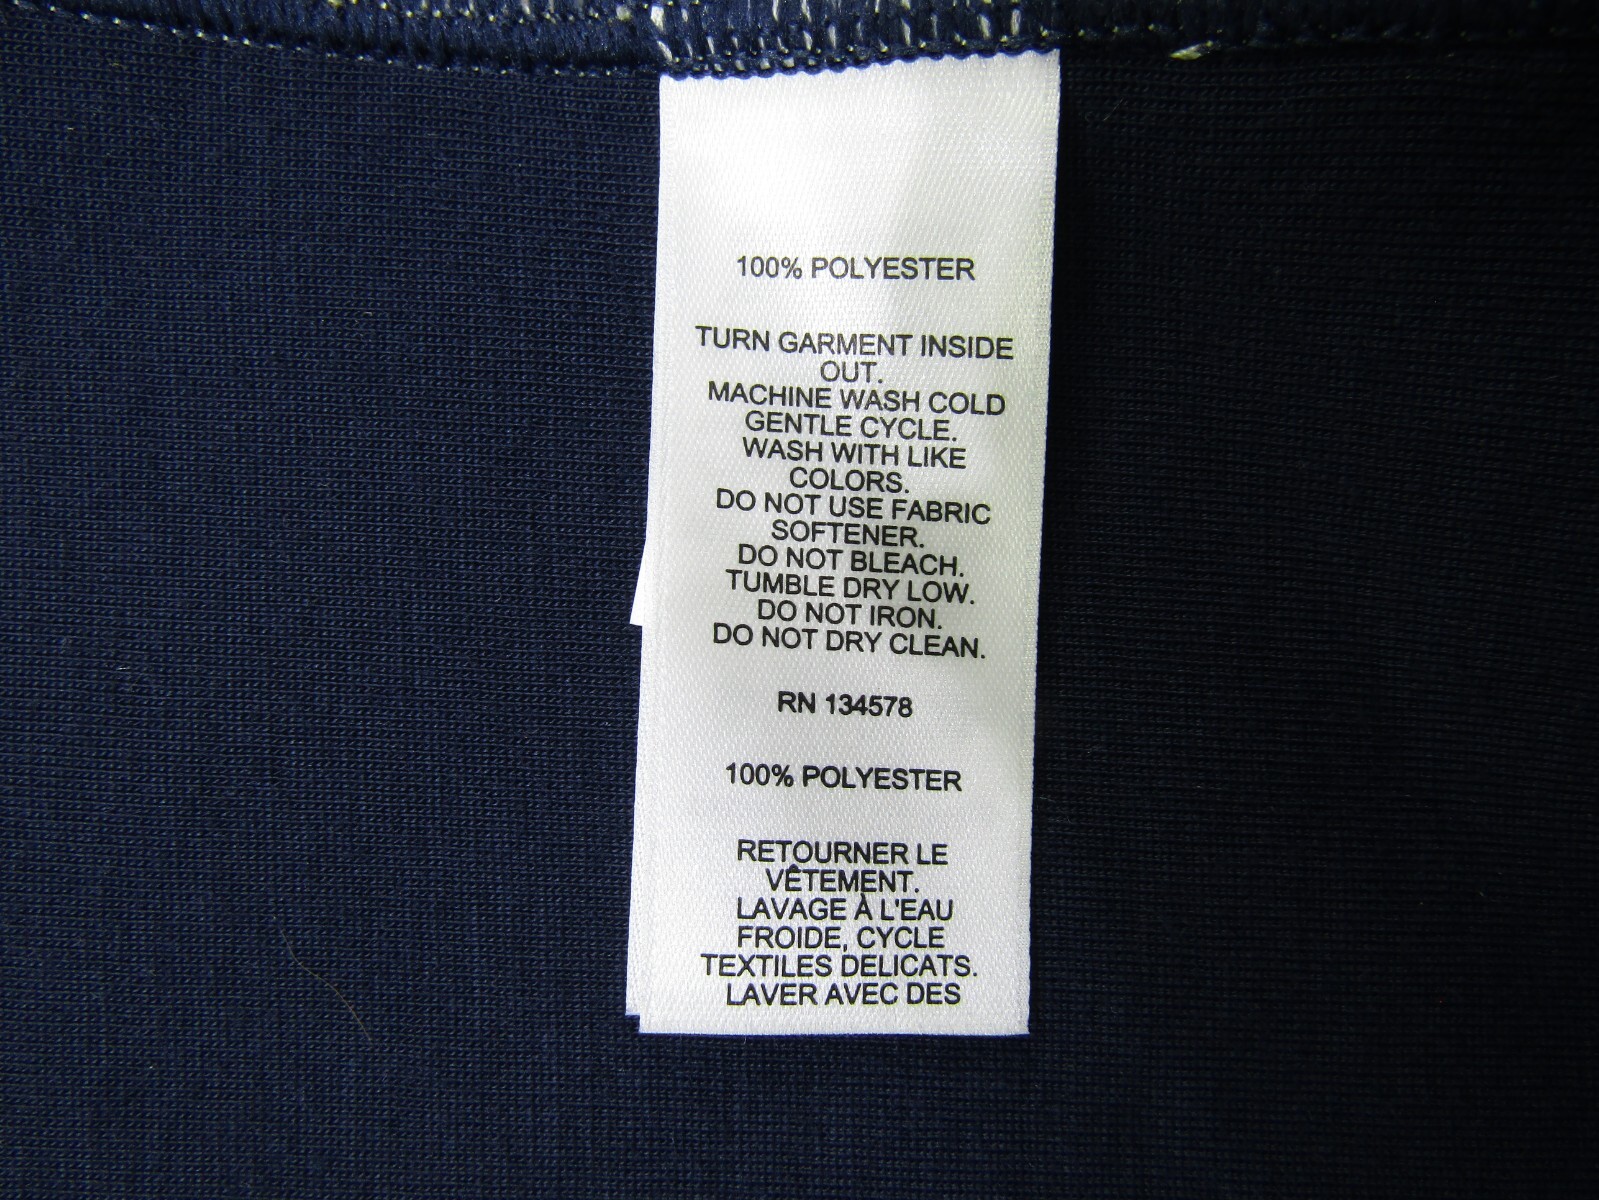 100% POLYESTER
TURN GARMENT INSIDE
OUT.
MACHINE WASH COLD
GENTLE CYCLE.
WASH WITH LIKE
COLORS.
DO NOT USE FABRIC
SOFTENER.
DO NOT BLEACH.
TUMBLE DRY LOW.
DO NOT IRON.
DO NOT DRY CLEAN.
RN 134578
100% POLYESTER
RETOURNER LE
VÊTEMENT.
LAVAGE À L'EAU
FROIDE, CYCLE
TEXTILES DELICATS.
LAVER AVEC DES